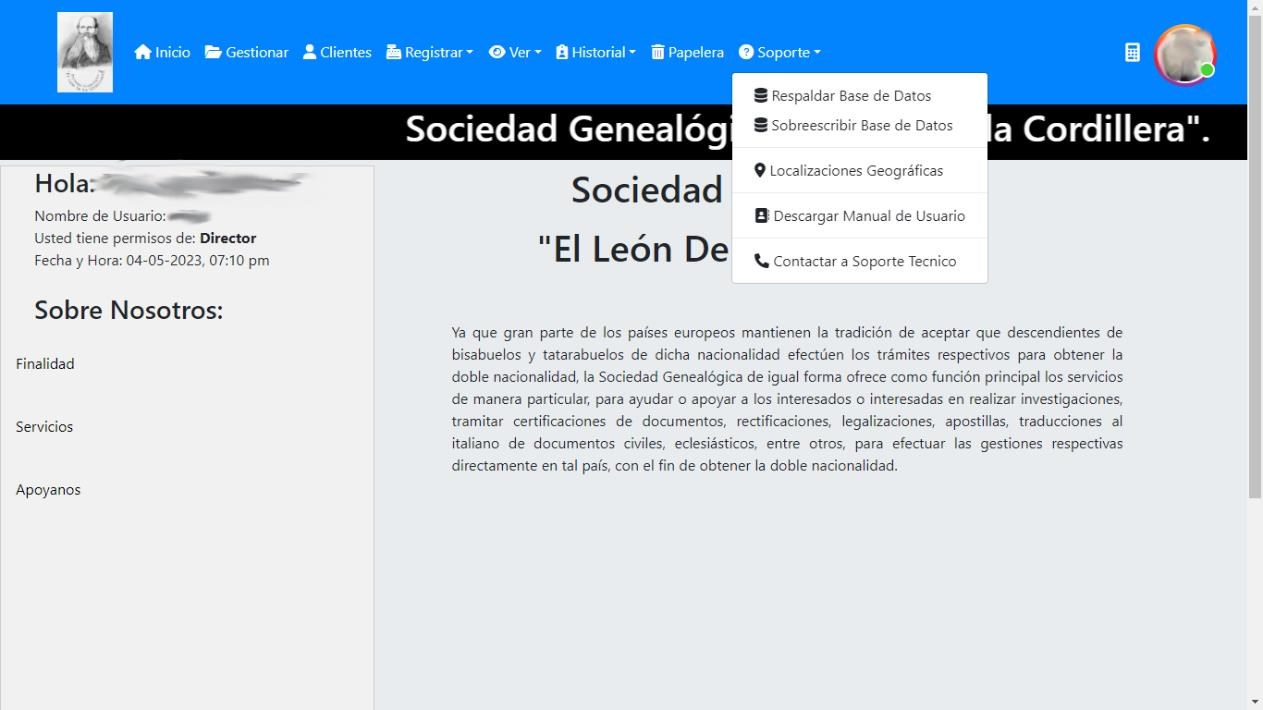 Inicio Gestionar Clientes Registrar Ver Historial Papelera Soporte
Respaldar Base de Datos
Sobreescribir Base de Datos
Localizaciones Geográficas
Descargar Manual de Usuario
Contactar a Soporte Tecnico
Sociedad Genealógi la Cordillera".
Hola:
Nombre de Usuario:
Usted tiene permisos de: Director
Fecha y Hora: 04-05-2023, 07:10 pm
Sobre Nosotros:
Finalidad
Servicios
Apoyanos
Sociedad
"El León De
Ya que gran parte de los países europeos mantienen la tradición de aceptar que descendientes de
bisabuelos y tatarabuelos de dicha nacionalidad efectúen los trámites respectivos para obtener la
doble nacionalidad, la Sociedad Genealógica de igual forma ofrece como función principal los servicios
de manera particular, para ayudar o apoyar a los interesados o interesadas en realizar investigaciones,
tramitar certificaciones de documentos, rectificaciones, legalizaciones, apostillas, traducciones al
italiano de documentos civiles, eclesiásticos, entre otros, para efectuar las gestiones respectivas
directamente en tal país, con el fin de obtener la doble nacionalidad.